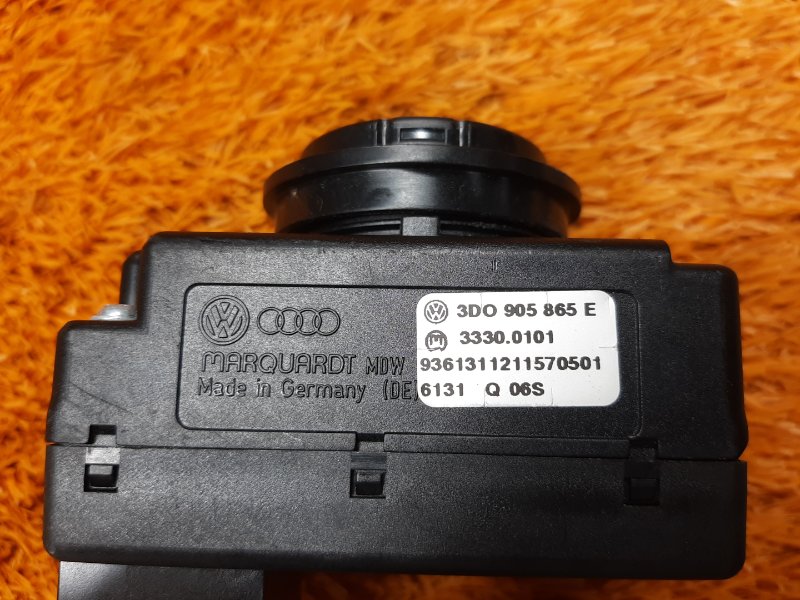 MARQUARDT MDW
Made in Germany (DE)
3D0 905 865 E
3330.0101
9361311211570501
6131 Q 06S